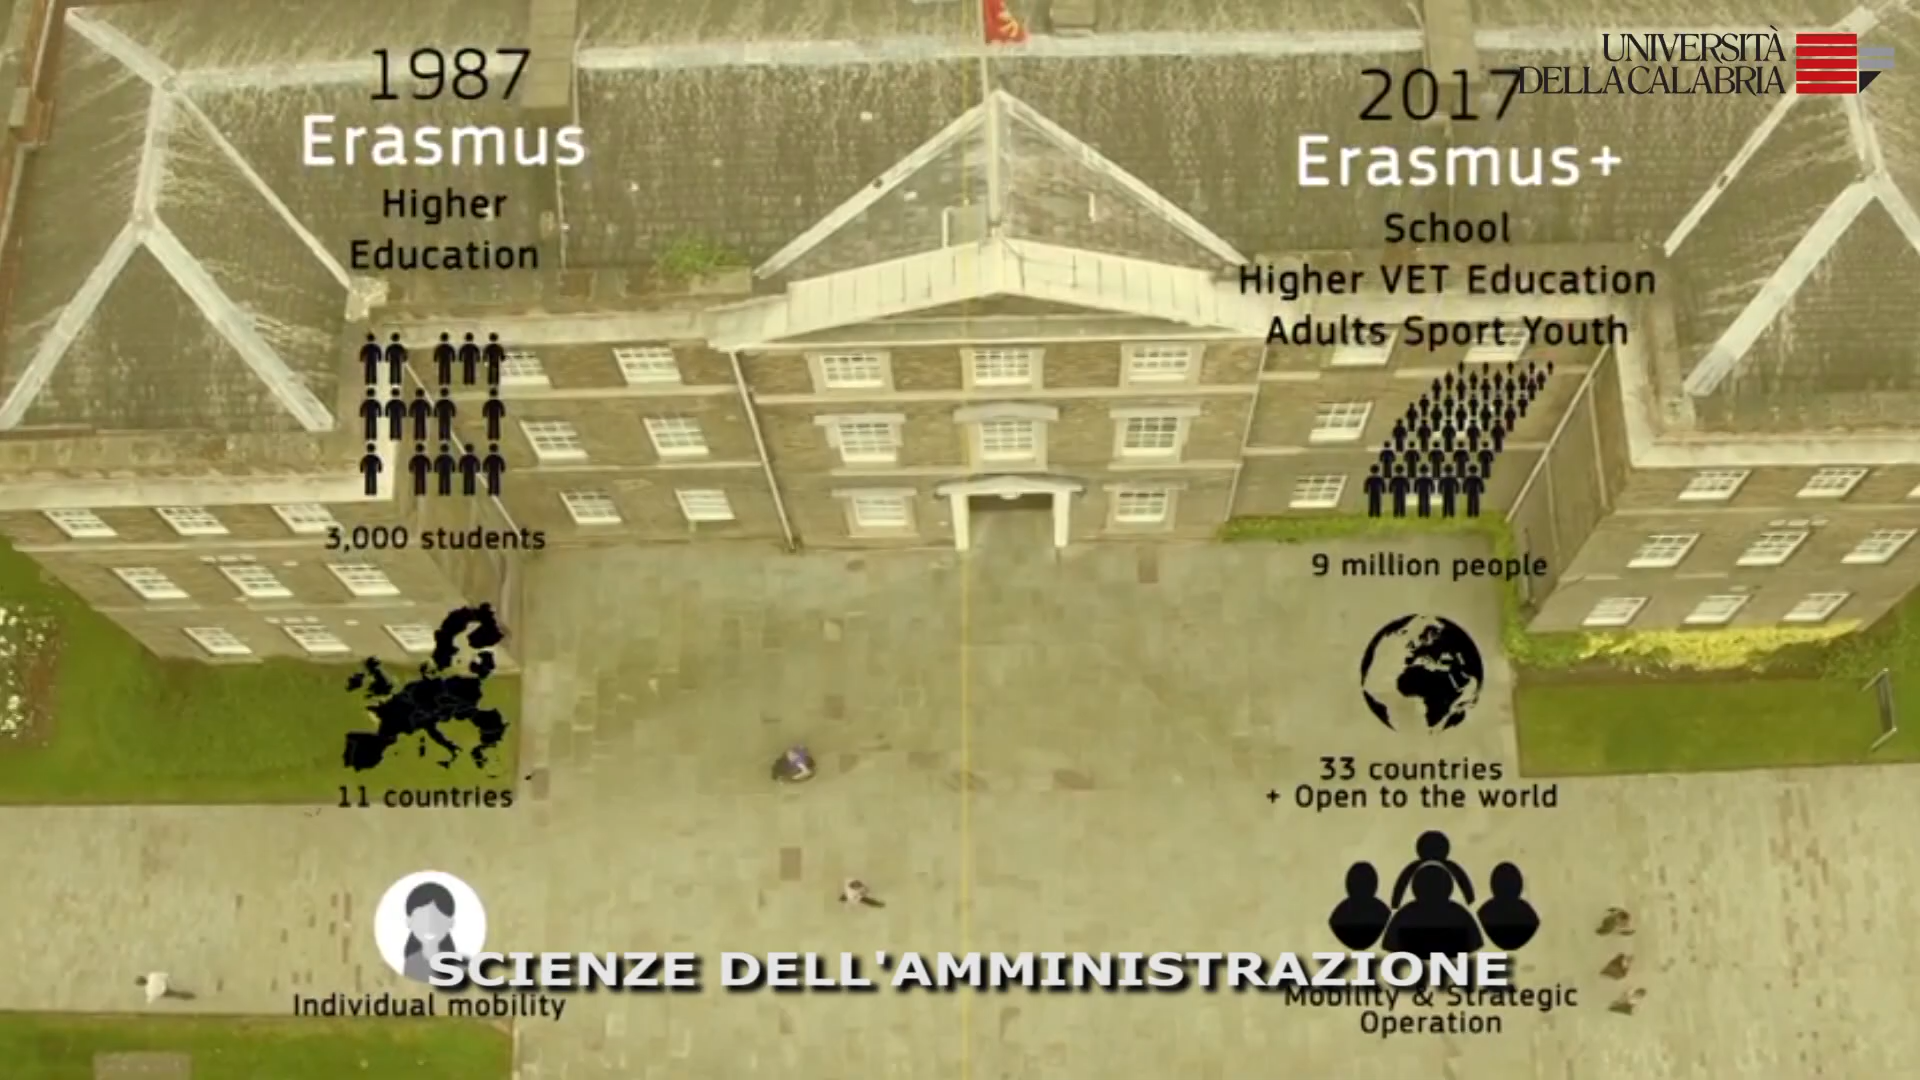 1987
Erasmus
Higher
Education
3,000 students
11 countries
Individual mobility
UNIVERSITÀ
DELLA CALABRIA
2017
Erasmus+
School
Higher VET Education
Adults Sport Youth
9 million people
33 countries
+ Open to the world
Mobility & Strategic
Operation
SCIENZE DELL'AMMINISTRAZIONE